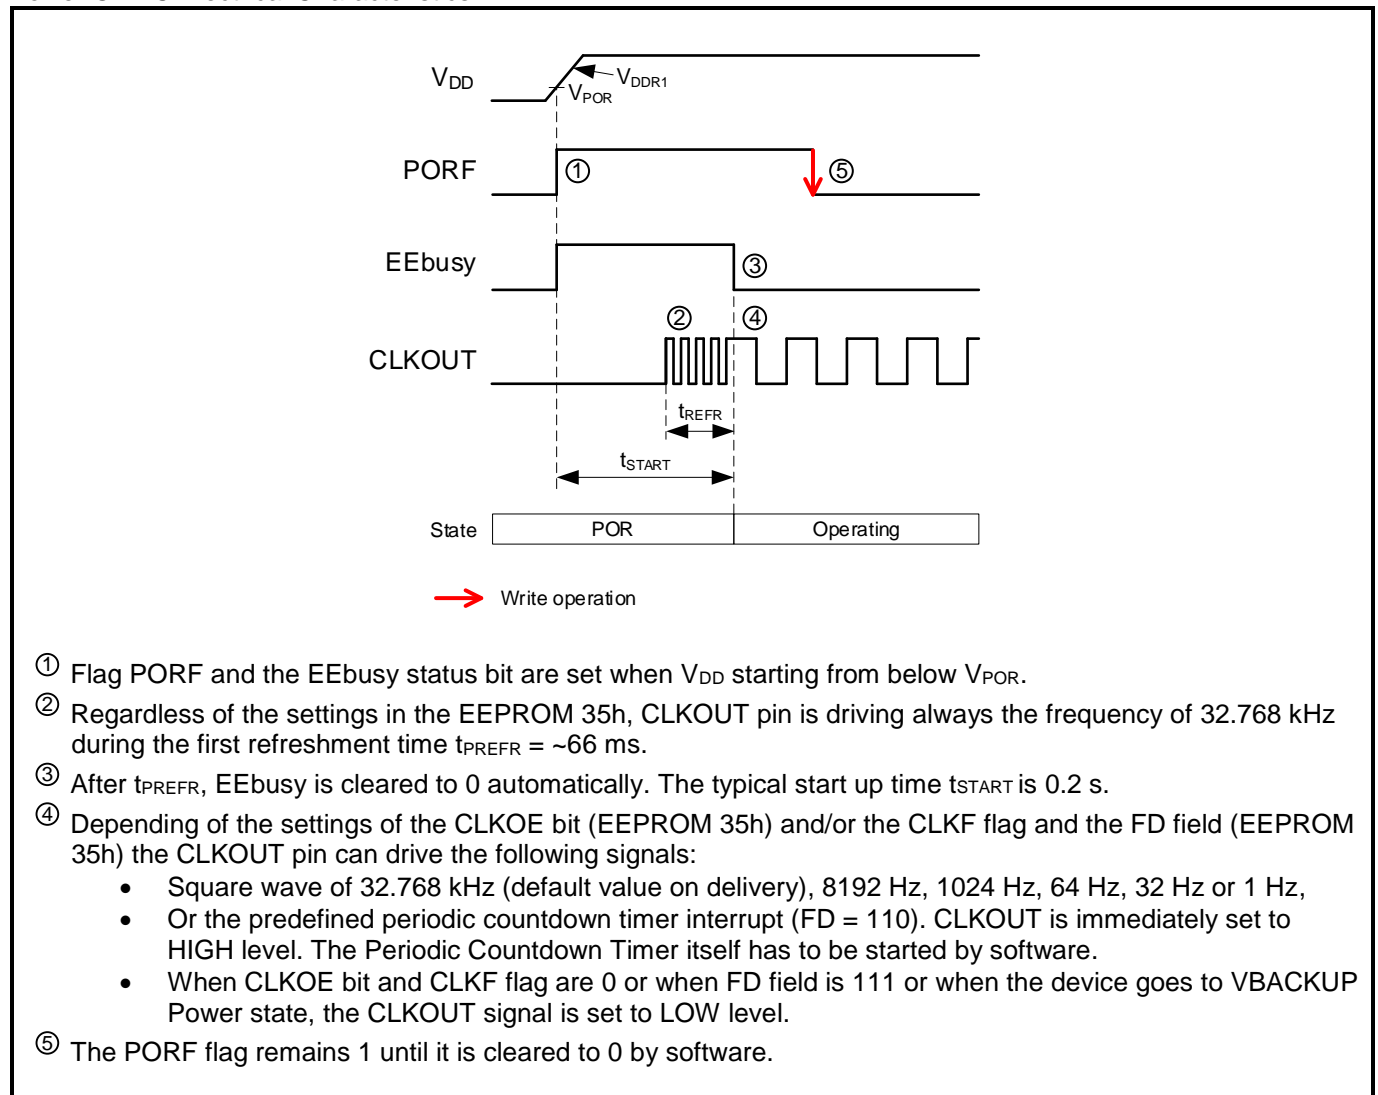 VDD
VDDR1
VPOR
PORF
①
⑤
EEbusy
③
②
④
CLKOUT
tREFR
tSTART
State
POR
Operating
Write operation
① Flag PORF and the EEbusy status bit are set when VDD starting from below VPOR.
② Regardless of the settings in the EEPROM 35h, CLKOUT pin is driving always the frequency of 32.768 kHz
during the first refreshment time tPREFR = ~66 ms.
③ After tPREFR, EEbusy is cleared to 0 automatically. The typical start up time tSTART is 0.2 s.
④ Depending of the settings of the CLKOE bit (EEPROM 35h) and/or the CLKF flag and the FD field (EEPROM
35h) the CLKOUT pin can drive the following signals:
• Square wave of 32.768 kHz (default value on delivery), 8192 Hz, 1024 Hz, 64 Hz, 32 Hz or 1 Hz,
• Or the predefined periodic countdown timer interrupt (FD = 110). CLKOUT is immediately set to
HIGH level. The Periodic Countdown Timer itself has to be started by software.
• When CLKOE bit and CLKF flag are 0 or when FD field is 111 or when the device goes to VBACKUP
Power state, the CLKOUT signal is set to LOW level.
⑤ The PORF flag remains 1 until it is cleared to 0 by software.